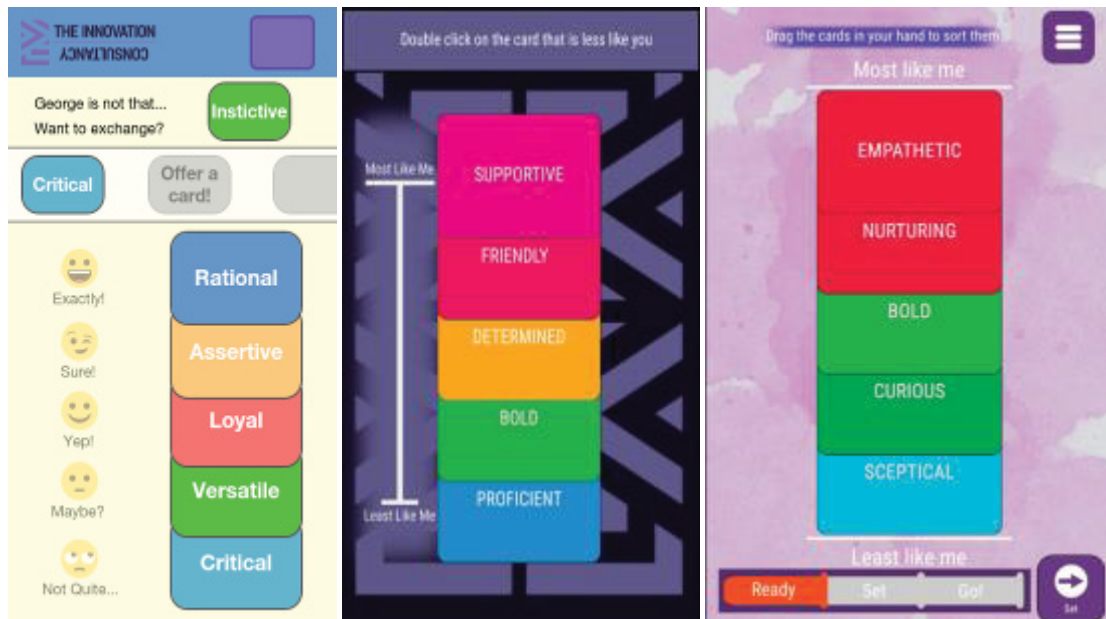 THE INNOVATION
CONSULTANCY
George is not that...
Want to exchange?
Instictive
Critical
Offer a
card!
Exactly!
Rational
Sure!
Assertive
Yep!
Loyal
Maybe?
Versatile
Not Quite...
Critical
Double click on the card that is less like you
Most Like Me
SUPPORTIVE
FRIENDLY
DETERMINED
BOLD
PROFICIENT
Least Like Me
Drag the cards in your hand to sort them
Most like me
EMPATHETIC
NURTURING
BOLD
CURIOUS
SCEPTICAL
Least like me
Ready
Set
Go!
Set